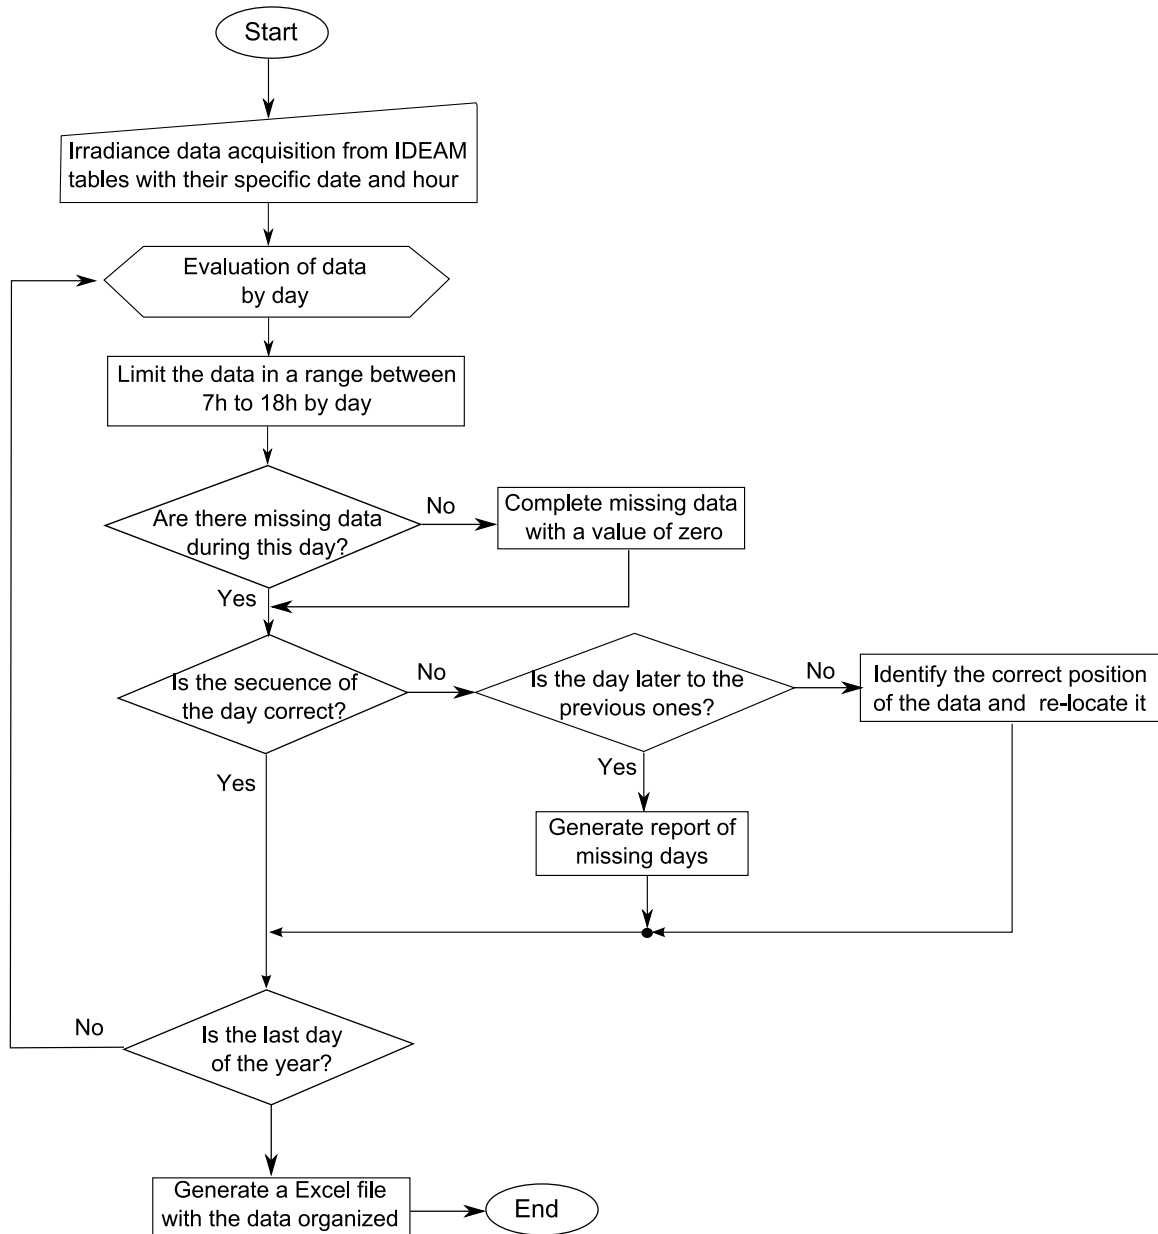 Start
Irradiance data acquisition from IDEAM
tables with their specific date and hour
Evaluation of data
by day
Limit the data in a range between
7h to 18h by day
Are there missing data
during this day?
No
Complete missing data
with a value of zero
Yes
Is the secuence of
the day correct?
No
Is the day later to the
previous ones?
No
Identify the correct position
of the data and re-locate it
Yes
Yes
Generate report of
missing days
No
Is the last day
of the year?
Generate a Excel file
with the data organized
End